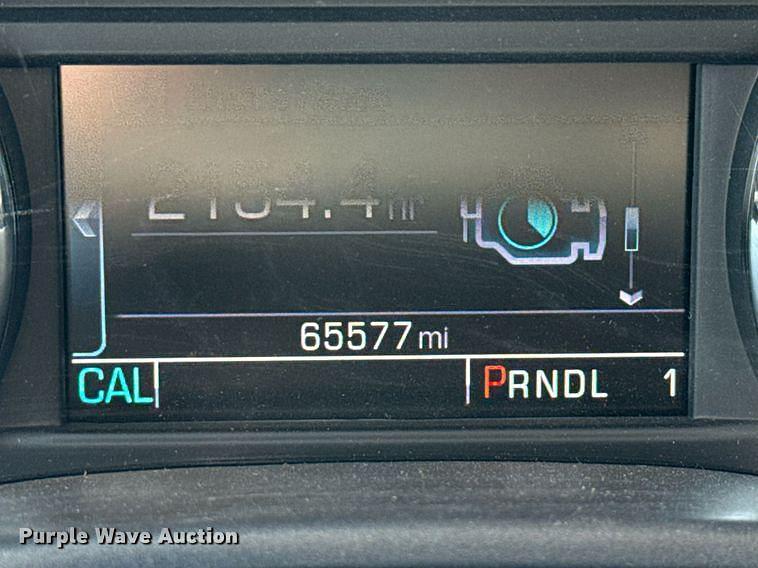 65577 mi
CAL
PRNDL 1
Purple Wave Auction